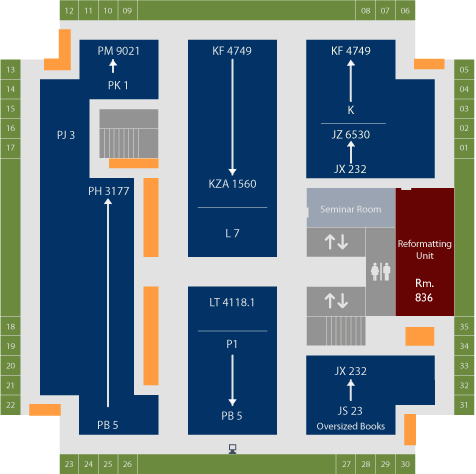 12 11 10 09
08 07 06
PM 9021
PK 1
KF 4749
KF 4749
K
JZ 6530
JX 232
13
14
15
16
17
05
04
03
02
01
PJ 3
PH 3177
KZA 1560
L 7
Seminar Room
Reformatting
Unit
Rm.
836
LT 4118.1
P1
PB 5
PB 5
JX 232
JS 23
Oversized Books
18
19
20
21
22
35
34
33
32
31
23 24 25 26
27 28 29 30